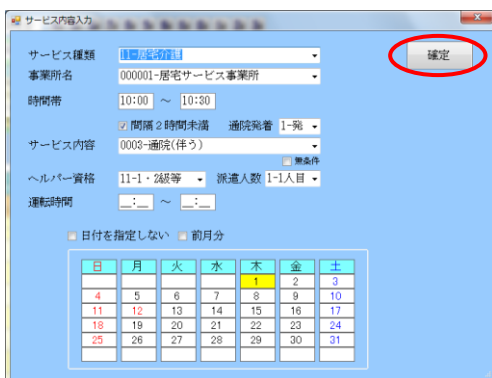 サービス内容入力
サービス種類 11-居宅介護
確定
事業所名 000001-居宅サービス事業所
時間帯 10:00 ～ 10:30
間隔2時間未満 通院発着 1-発
サービス内容 0003-通院(伴う)
無条件
ヘルパー資格 11-1・2級等 派遣人数 1-1人目
運転時間 __:__ ～ __:__
日付を指定しない 前月分
日 月 火 水 木 金 土
1 2 3
4 5 6 7 8 9 10
11 12 13 14 15 16 17
18 19 20 21 22 23 24
25 26 27 28 29 30 31